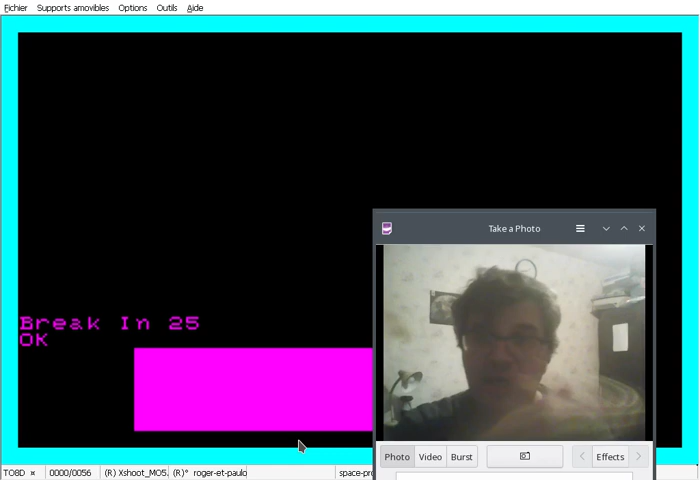 Fichier Supports amovibles Options Outils Aide
Take a Photo
Break In 25
OK
Photo Video Burst Effects
TO8D 0000/0056 (R) Xshoot_MO5. (R)° roger-et-paulo space-pr